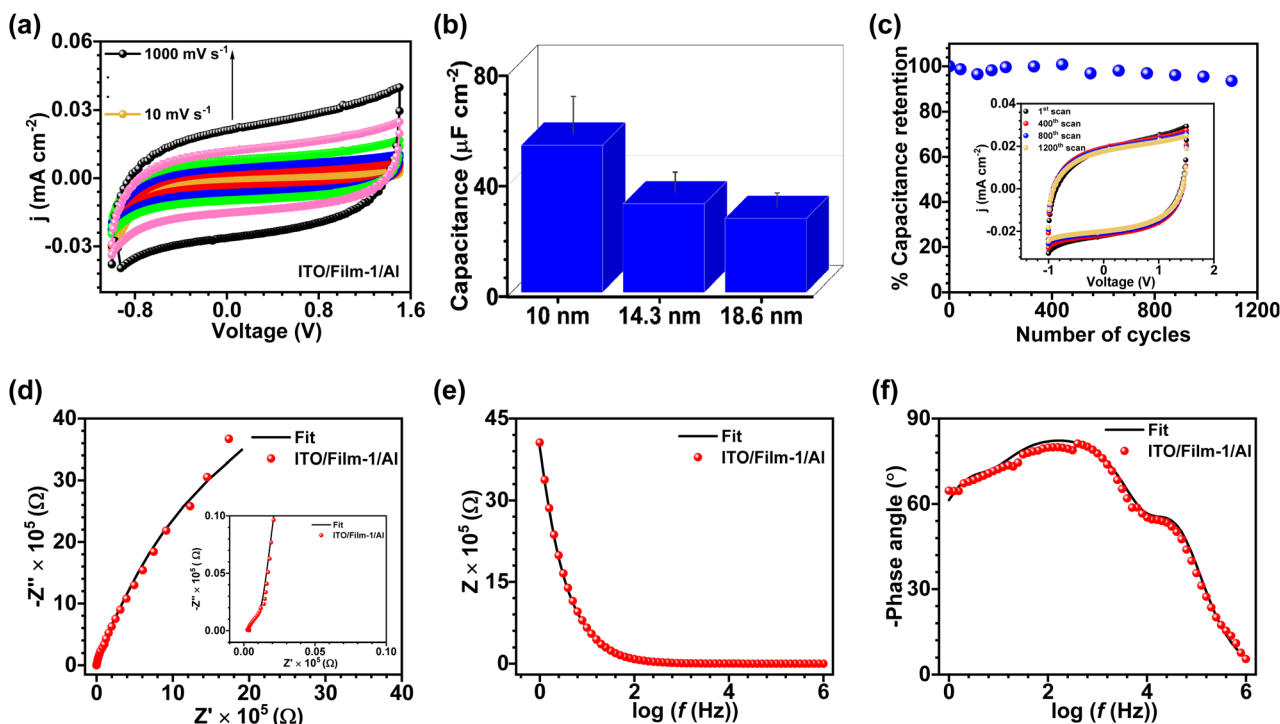 (a)
0.06
0.03
0.00
-0.03
j (mA cm⁻²)
1000 mV s⁻¹
10 mV s⁻¹
ITO/Film-1/Al
-0.8
0.0
0.8
1.6
Voltage (V)
(b)
80
40
0
Capacitance (μF cm⁻²)
10 nm
14.3 nm
18.6 nm
(c)
100
80
60
40
20
0
% Capacitance retention
0.04
0.02
0.00
-0.02
j (mA cm⁻²)
1ˢᵗ scan
400ᵗʰ scan
800ᵗʰ scan
1200ᵗʰ scan
-1
0
1
2
Voltage (V)
0
400
800
1200
Number of cycles
(d)
40
30
20
10
0
-Z'' × 10⁵ (Ω)
Fit
ITO/Film-1/Al
0.10
0.05
0.00
-Z'' × 10⁵ (Ω)
Fit
ITO/Film-1/Al
0.00
0.05
0.10
Z' × 10⁵ (Ω)
0
10
20
30
40
Z' × 10⁵ (Ω)
(e)
45
30
15
0
Z × 10⁵ (Ω)
Fit
ITO/Film-1/Al
0
2
4
6
log (f (Hz))
(f)
90
60
30
0
-Phase angle (°)
Fit
ITO/Film-1/Al
0
2
4
6
log (f (Hz))